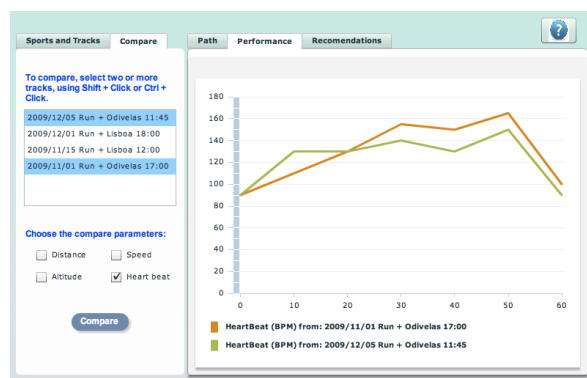 Sports and Tracks
Compare
To compare, select two or more
tracks, using Shift + Click or Ctrl +
Click.
2009/12/05 Run + Odivelas 11:45
2009/12/01 Run + Lisboa 18:00
2009/11/15 Run + Lisboa 12:00
2009/11/01 Run + Odivelas 17:00
Choose the compare parameters:
Distance
Speed
Altitude
Heart beat
Compare
Path
Performance
Recomendations
?
180
160
140
120
100
80
60
40
20
0
0 10 20 30 40 50 60
HeartBeat (BPM) from: 2009/11/01 Run + Odivelas 17:00
HeartBeat (BPM) from: 2009/12/05 Run + Odivelas 11:45